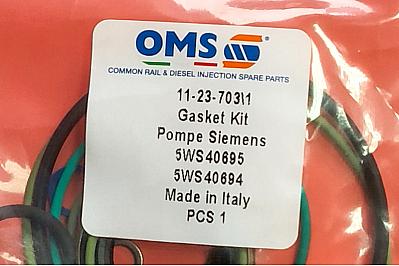 OMS
COMMON RAIL & DIESEL INJECTION SPARE PARTS
11-23-703\1
Gasket Kit
Pompe Siemens
5WS40695
5WS40694
Made in Italy
PCS 1